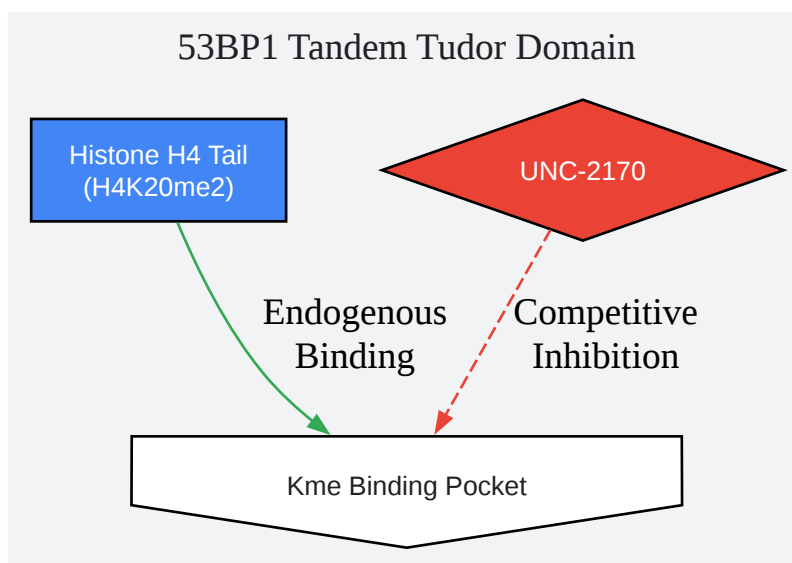 53BP1 Tandem Tudor Domain
Histone H4 Tail
(H4K20me2)
UNC-2170
Endogenous
Binding
Competitive
Inhibition
Kme Binding Pocket